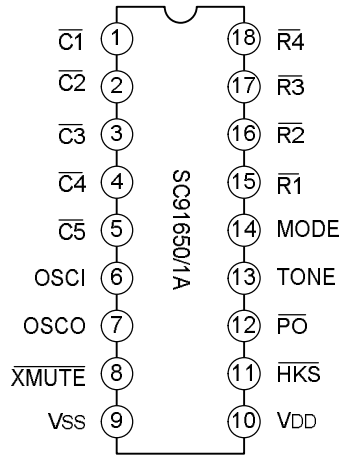 C1 1 18 R4
C2 2 17 R3
C3 3 16 R2
C4 4 15 R1
C5 5 14 MODE
OSCI 6 13 TONE
OSCO 7 12 PO
XMUTE 8 11 HKS
VSS 9 10 VDD
SC91650/1A